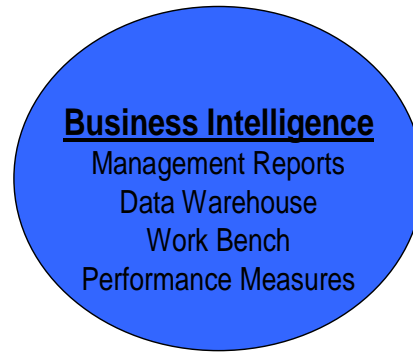 Business Intelligence
Management Reports
Data Warehouse
Work Bench
Performance Measures